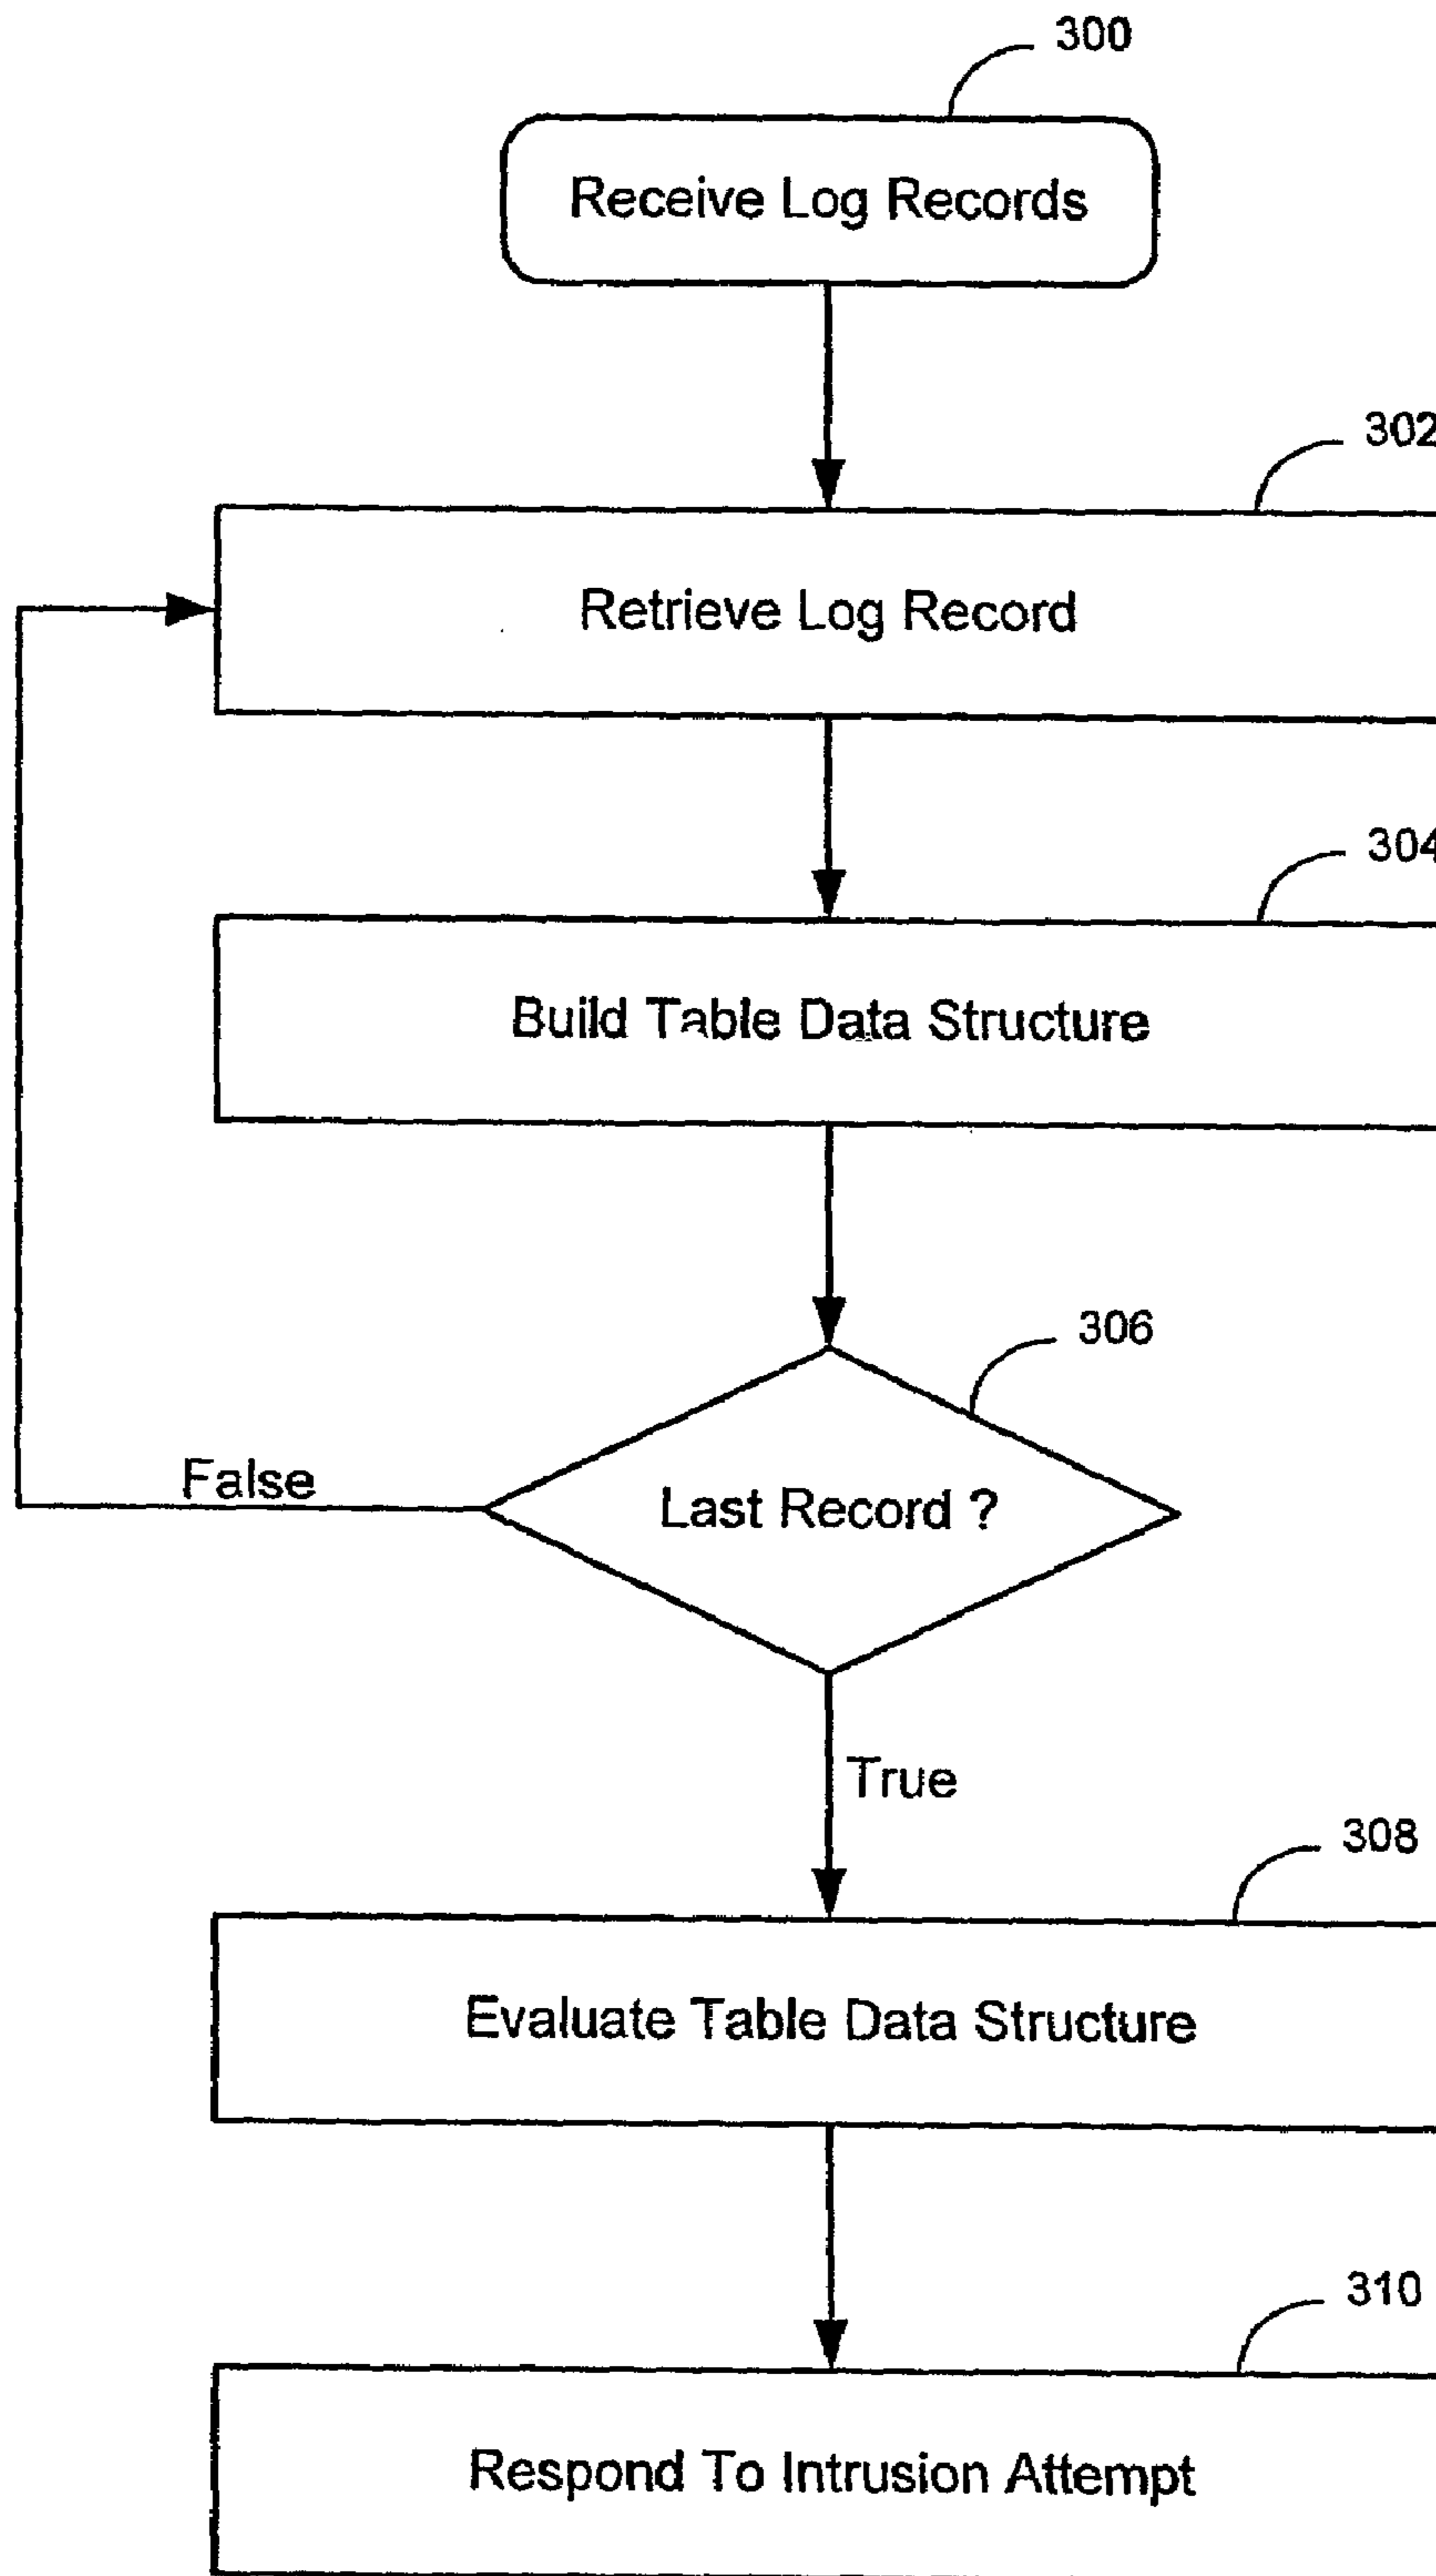 300
Receive Log Records
302
Retrieve Log Record
304
Build Table Data Structure
306
Last Record ?
False
True
308
Evaluate Table Data Structure
310
Respond To Intrusion Attempt